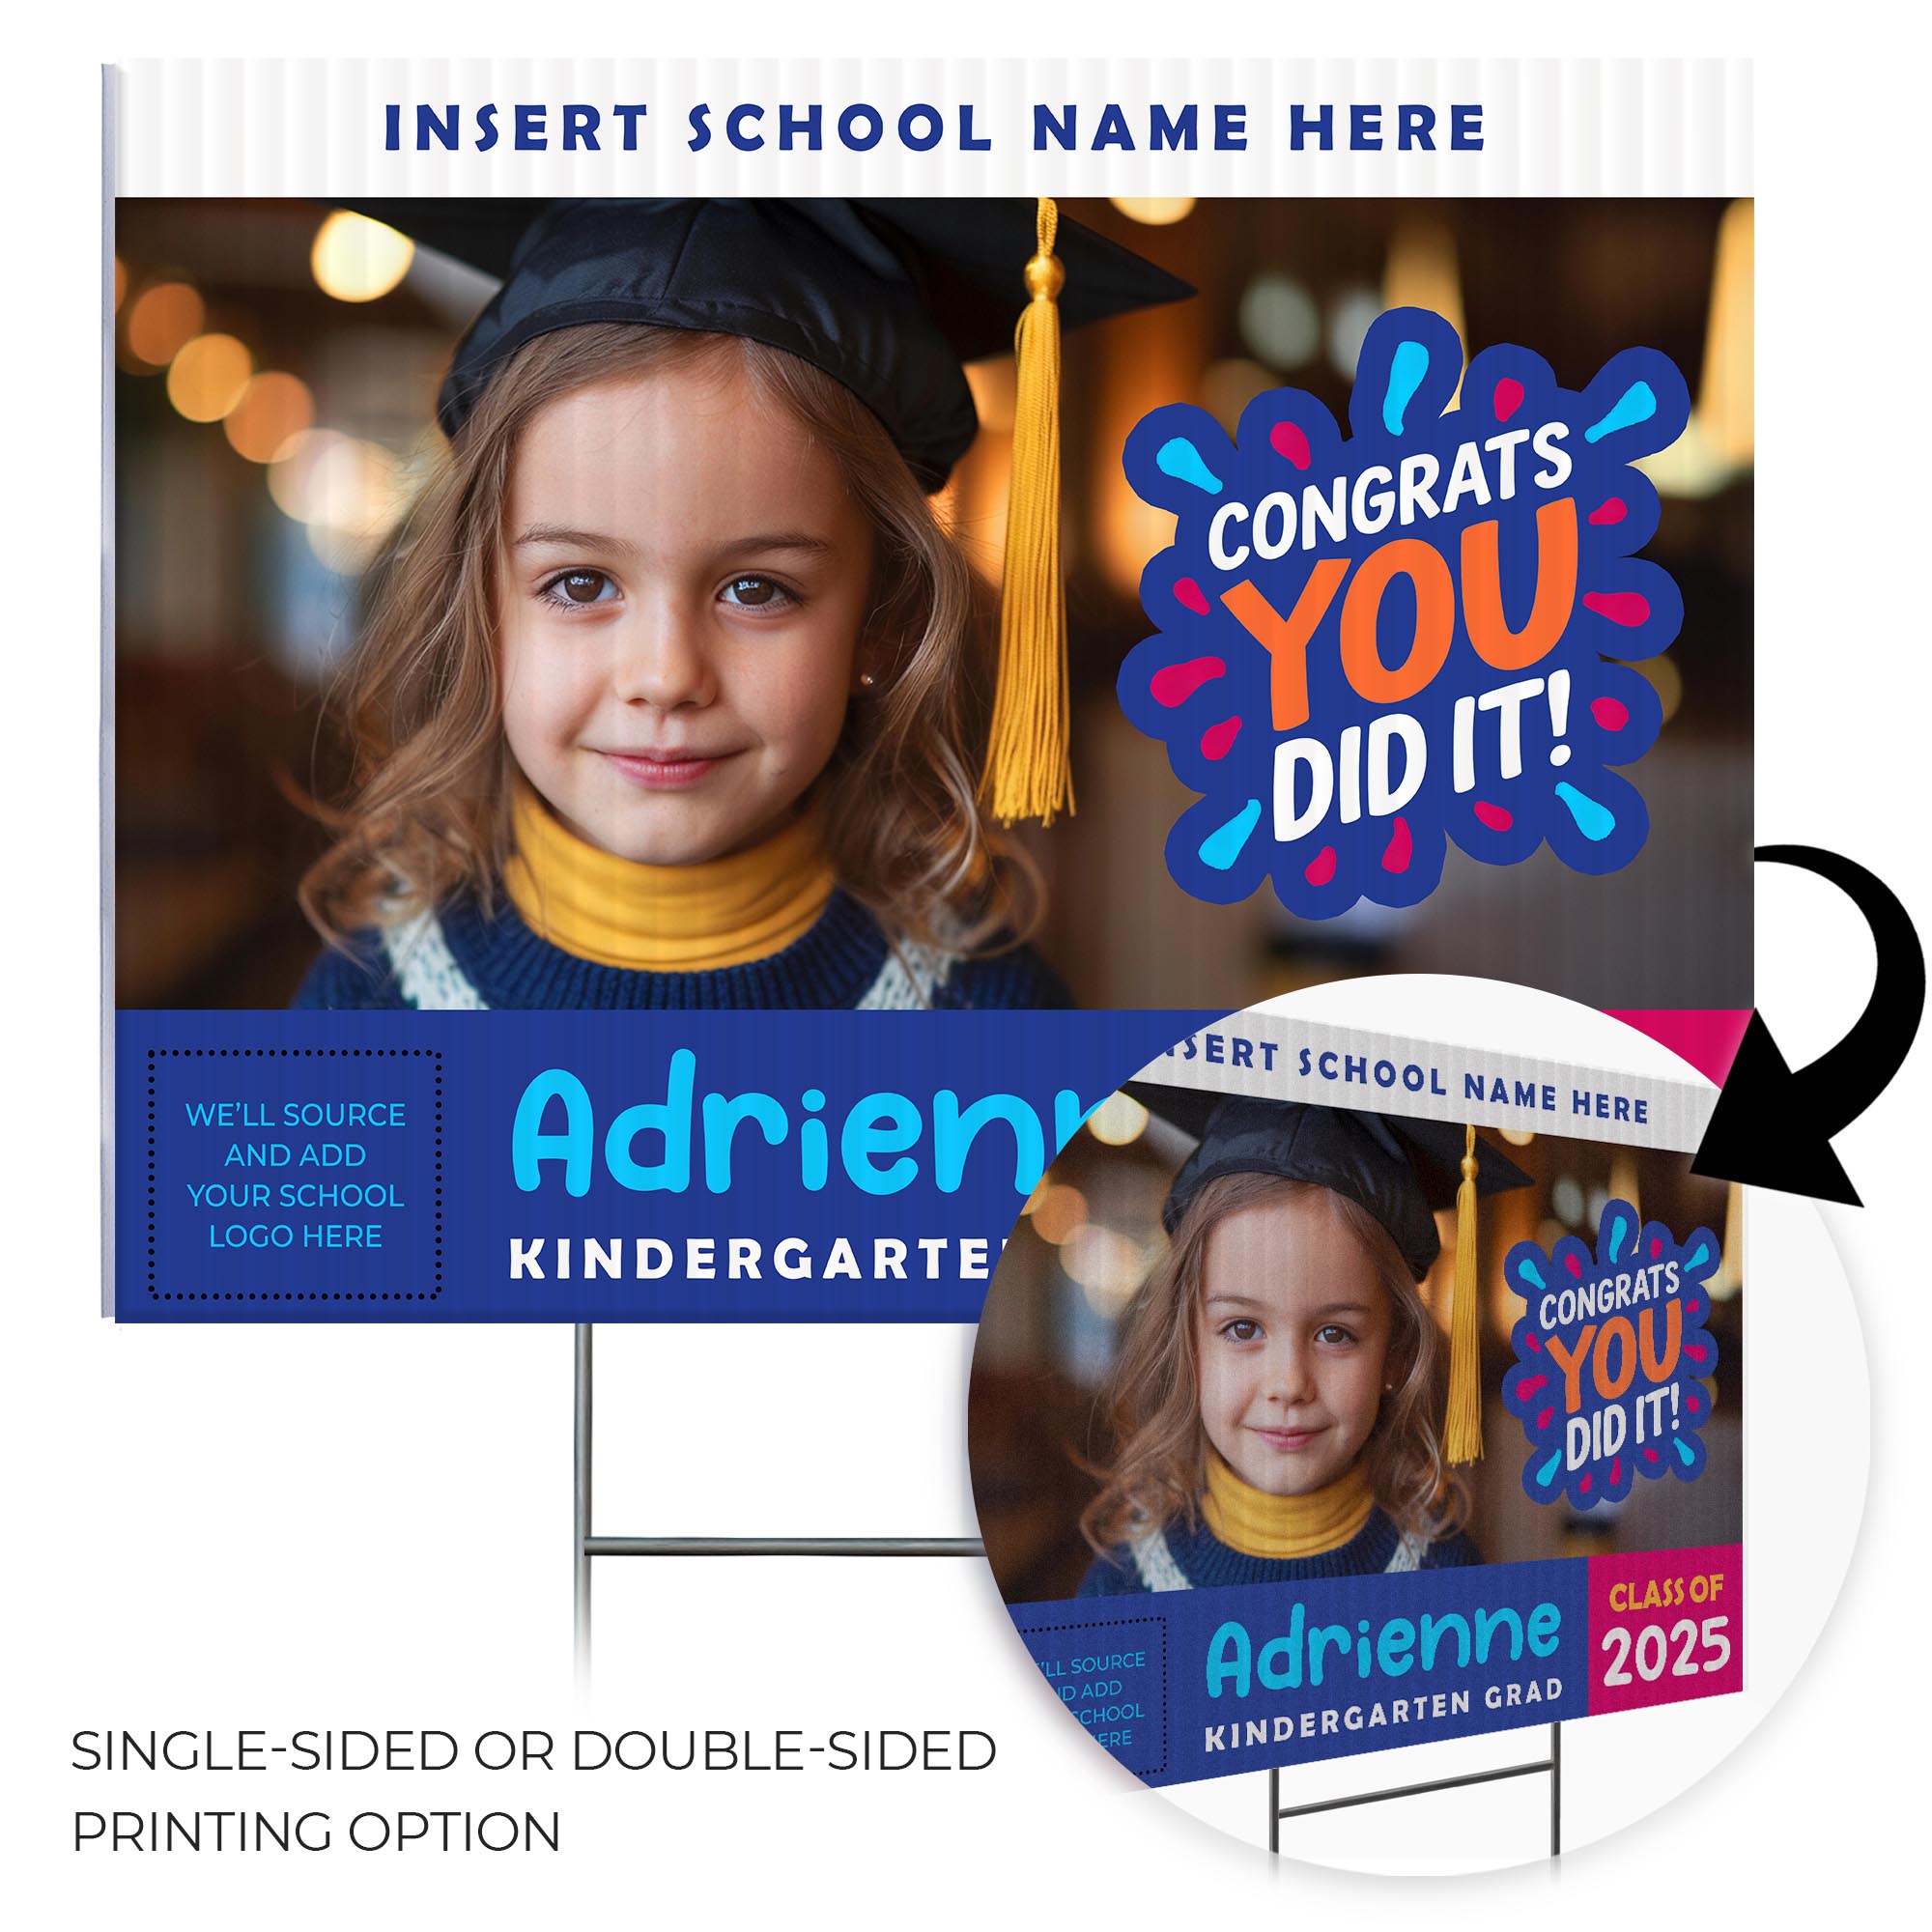 INSERT SCHOOL NAME HERE
CONGRATS
YOU
DID IT!
WE'LL SOURCE
AND ADD
YOUR SCHOOL
LOGO HERE
Adrienn
KINDERGARTE
NSERT SCHOOL NAME HERE
CONGRATS
YOU
DID IT!
'LL SOURCE
D ADD
SCHOOL
ERE
Adrienne
KINDERGARTEN GRAD
CLASS OF
2025
SINGLE-SIDED OR DOUBLE-SIDED
PRINTING OPTION